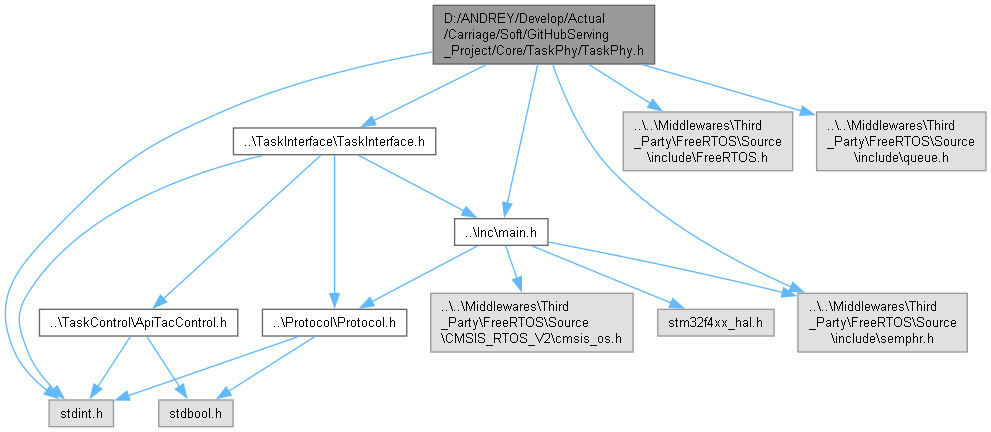 D:/ANDREY/Develop/Actual
/Carriage/Soft/GitHubServing
_Project/Core/TaskPhy/TaskPhy.h
..\TaskInterface\TaskInterface.h
..\..\Middlewares\Third
_Party\FreeRTOS\Source
\include\FreeRTOS.h
..\..\Middlewares\Third
_Party\FreeRTOS\Source
\include\queue.h
..\Inc\main.h
..\TaskControl\ApiTacControl.h
..\Protocol\Protocol.h
..\..\Middlewares\Third
_Party\FreeRTOS\Source
\CMSIS_RTOS_V2\cmsis_os.h
stm32f4xx_hal.h
..\..\Middlewares\Third
_Party\FreeRTOS\Source
\include\semphr.h
stdint.h
stdbool.h